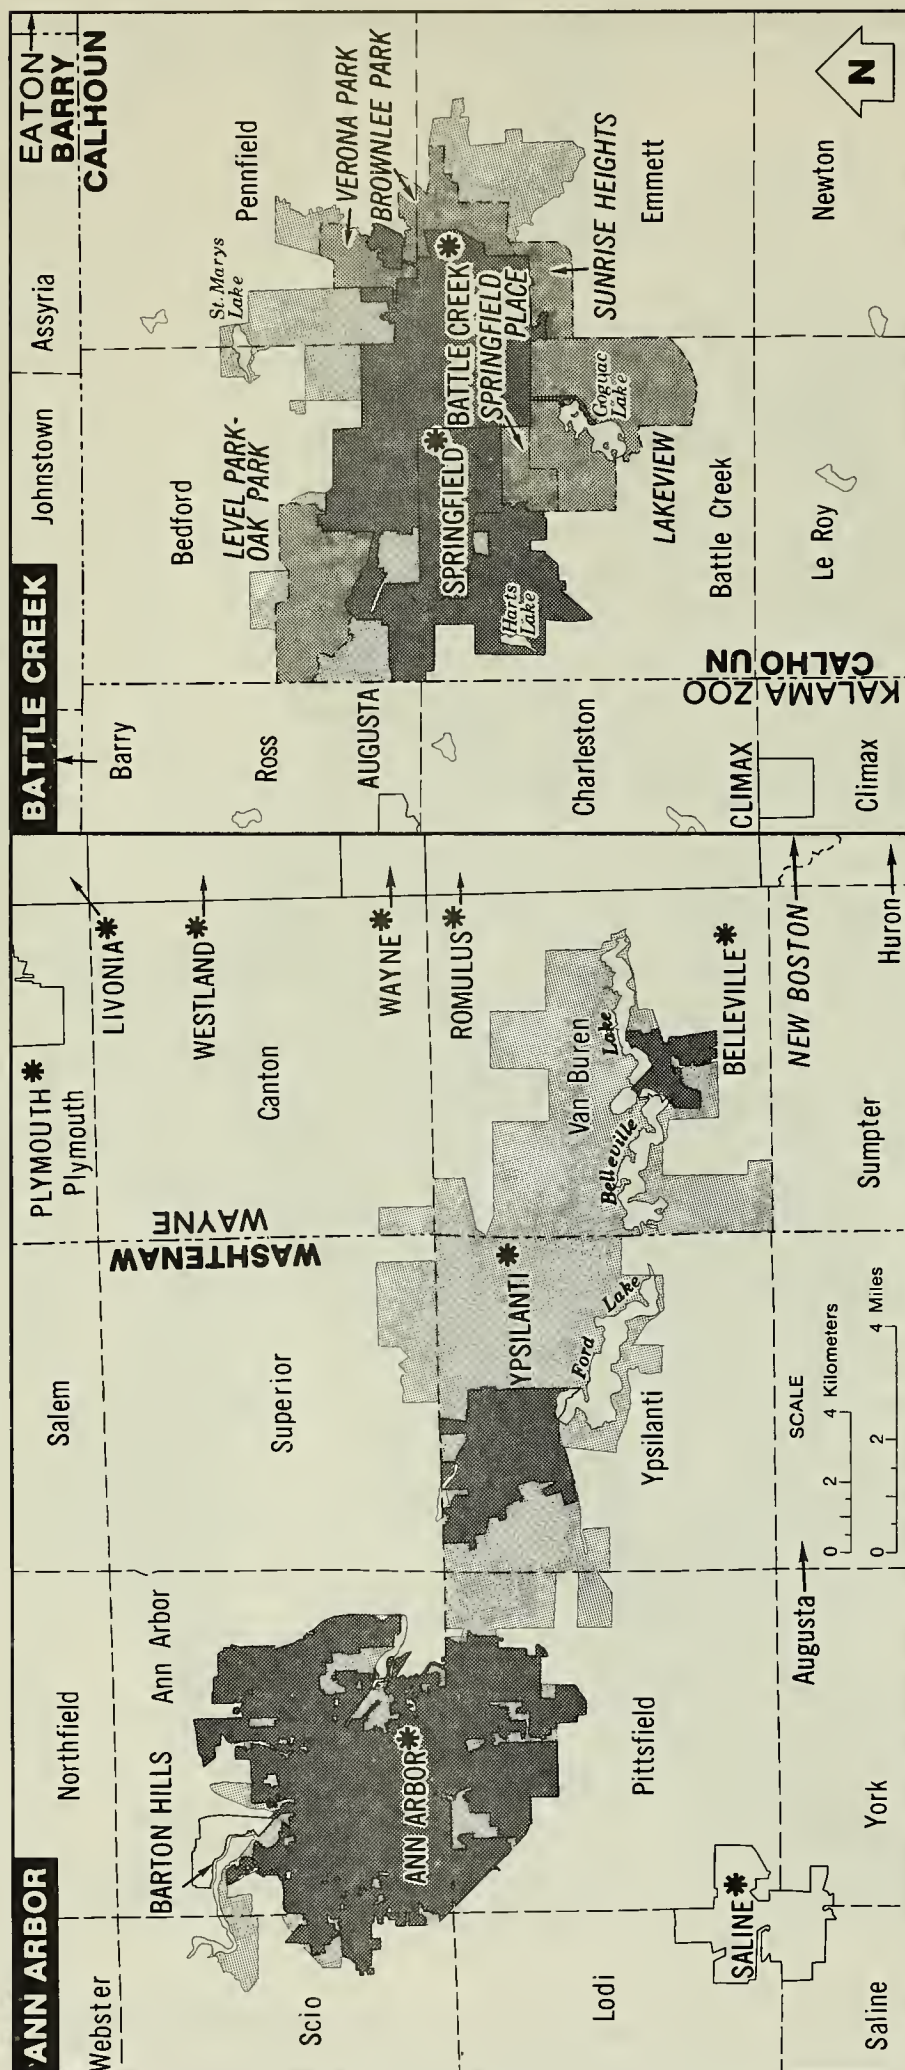 ANN ARBOR
Webster
Northfield
Salem
PLYMOUTH
Plymouth
LIVONIA
BARTON HILLS
Ann Arbor
Superior
WASHTENAW
WAYNE
Canton
WESTLAND
Scio
WAYNE
ANN ARBOR
ROMULUS
YPSILANTI
Van Buren
Ford
Lake
Belleville
Lake
Lodi
Pittsfield
Ypsilanti
BELLEVILLE
SALINE
Saline
York
Augusta
SCALE
0 2 4 Kilometers
0 2 4 Miles
Sumpter
NEW BOSTON
Huron
BATTLE CREEK
Barry
Johnstown
Assyria
EATON
BARRY
CALHOUN
Ross
Bedford
St. Marys
Lake
Pennfield
LEVEL PARK-
OAK PARK
VERONA PARK
BROWNLEE PARK
AUGUSTA
SPRINGFIELD
BATTLE CREEK
SPRINGFIELD
PLACE
Harts
Lake
Goguac
Lake
SUNRISE HEIGHTS
Charleston
LAKEVIEW
Emmett
Battle Creek
CLIMAX
Climax
KALAMAZOO
CALHOUN
Le Roy
Newton
N